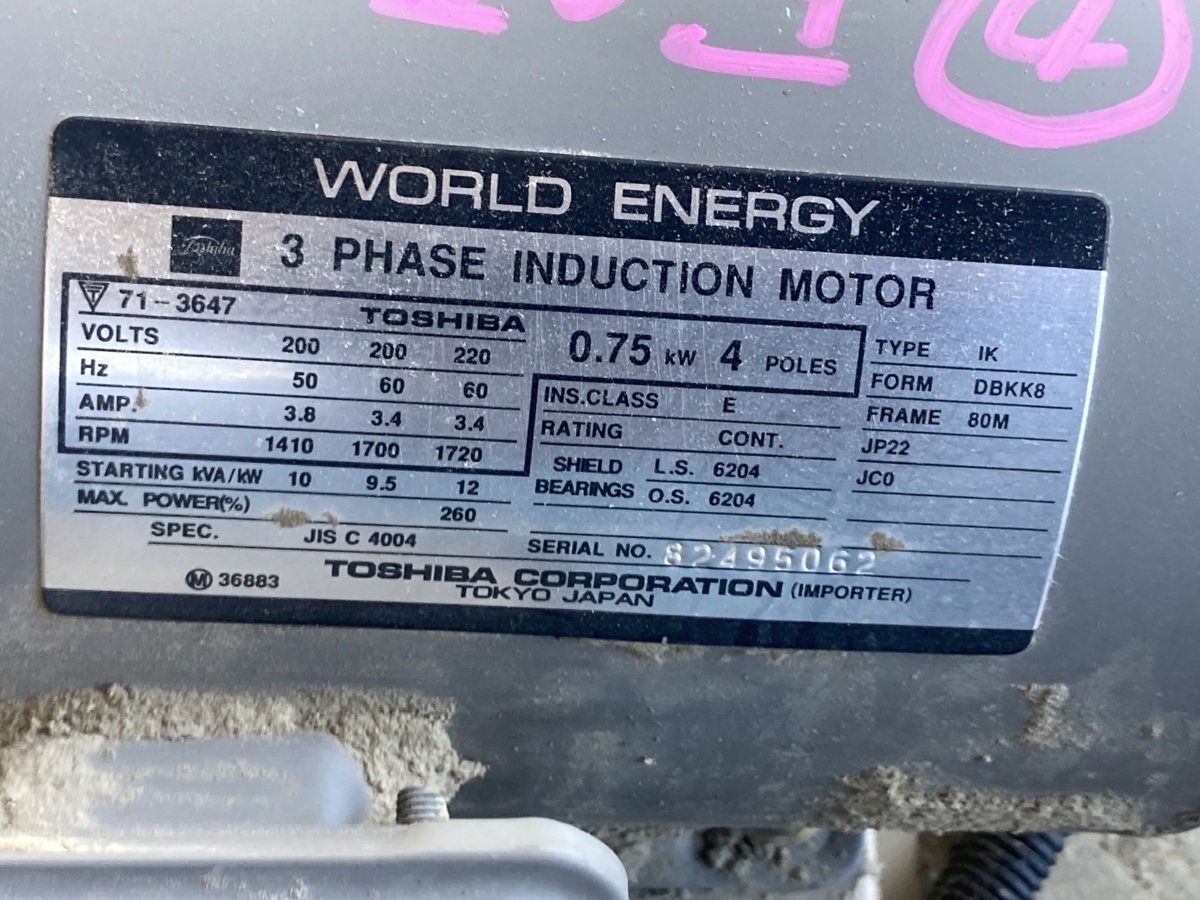 4
WORLD ENERGY
Toshiba
3 PHASE INDUCTION MOTOR
71-3647 TOSHIBA
0.75 kW 4 POLES
VOLTS 200 200 220
Hz 50 60 60
AMP. 3.8 3.4 3.4
RPM 1410 1700 1720
STARTING kVA/kW 10 9.5 12
MAX. POWER(%) 260
SPEC. JIS C 4004
INS.CLASS E
RATING CONT.
SHIELD BEARINGS L.S. 6204
O.S. 6204
TYPE IK
FORM DBKK8
FRAME 80M
JP22
JC0
SERIAL NO. 82495062
M 36883
TOSHIBA CORPORATION (IMPORTER)
TOKYO JAPAN